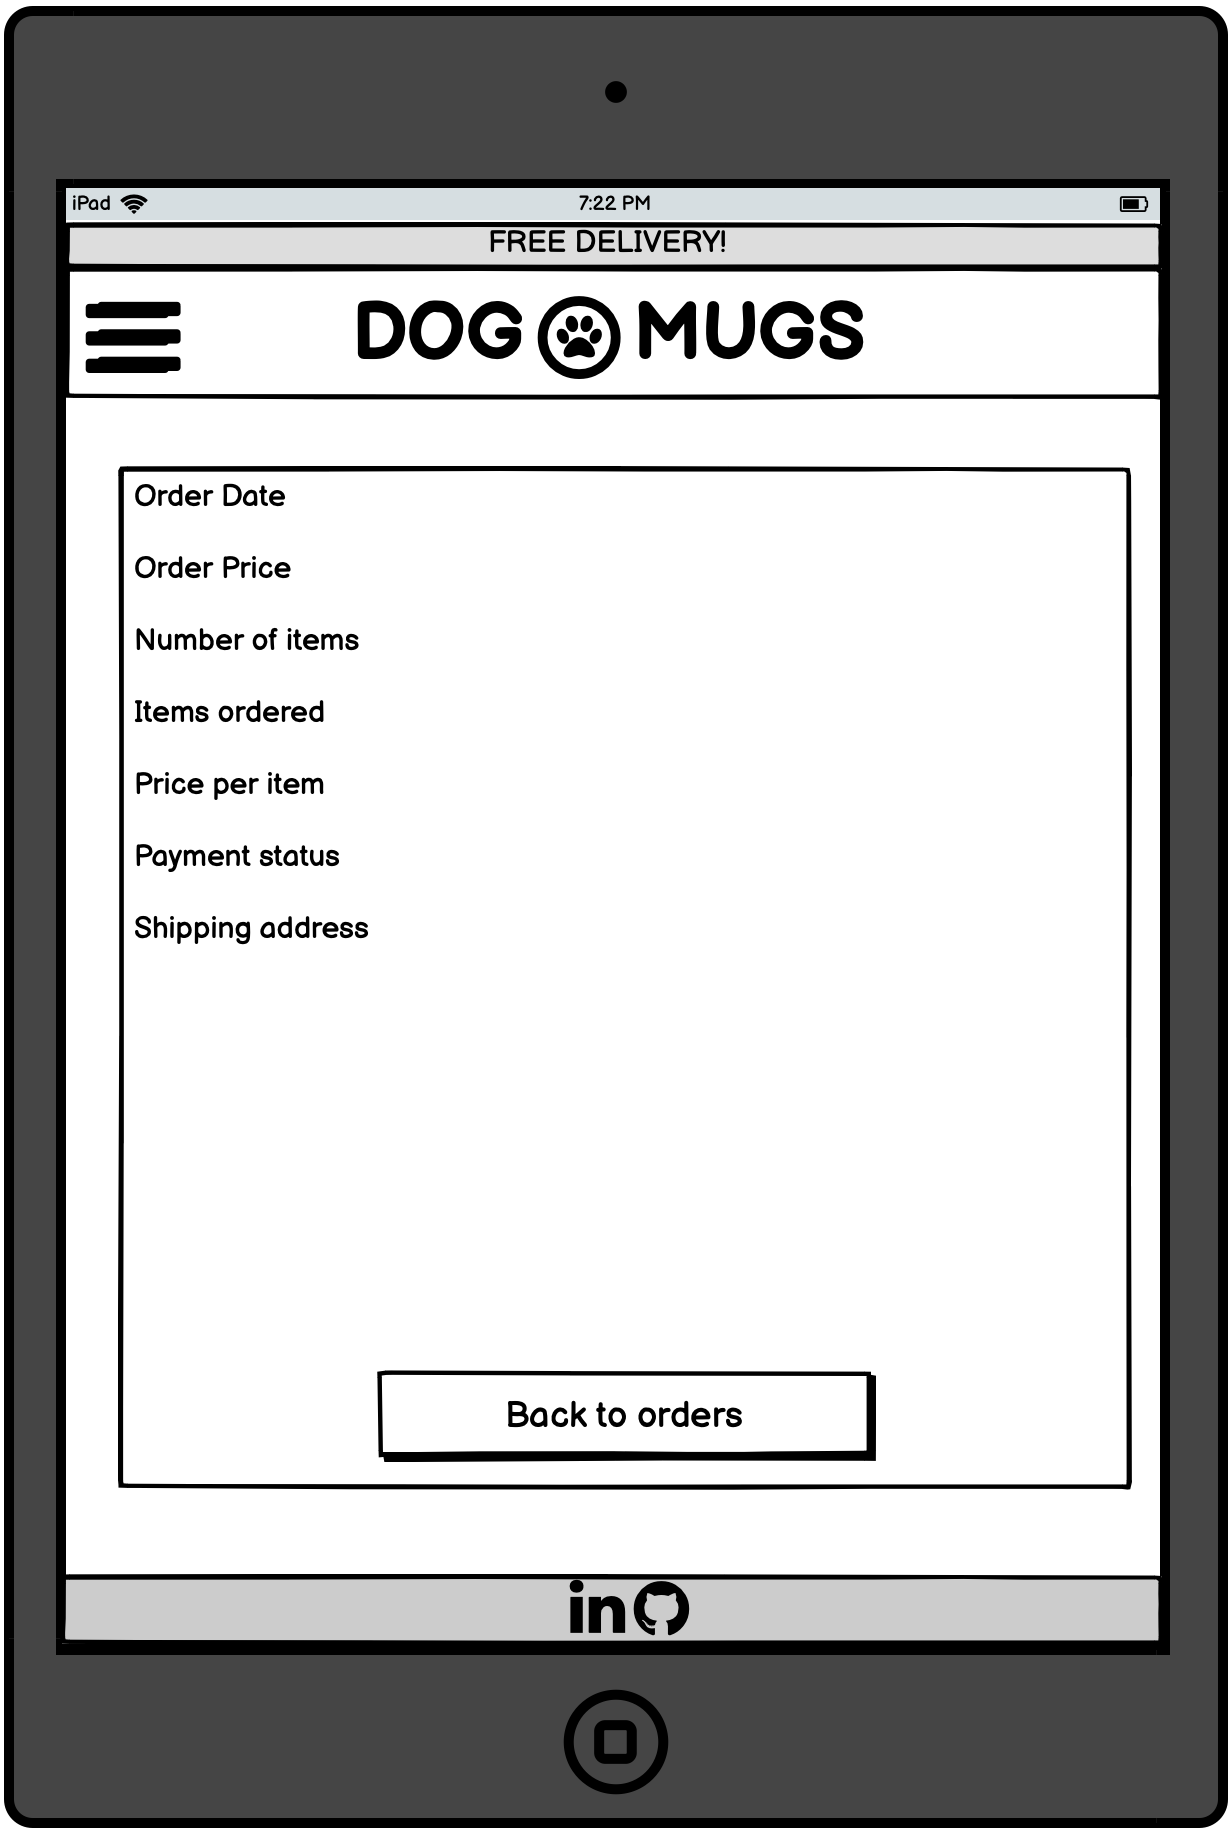 iPad 7:22 PM
FREE DELIVERY!
DOG MUGS
Order Date
Order Price
Number of items
Items ordered
Price per item
Payment status
Shipping address
Back to orders
in